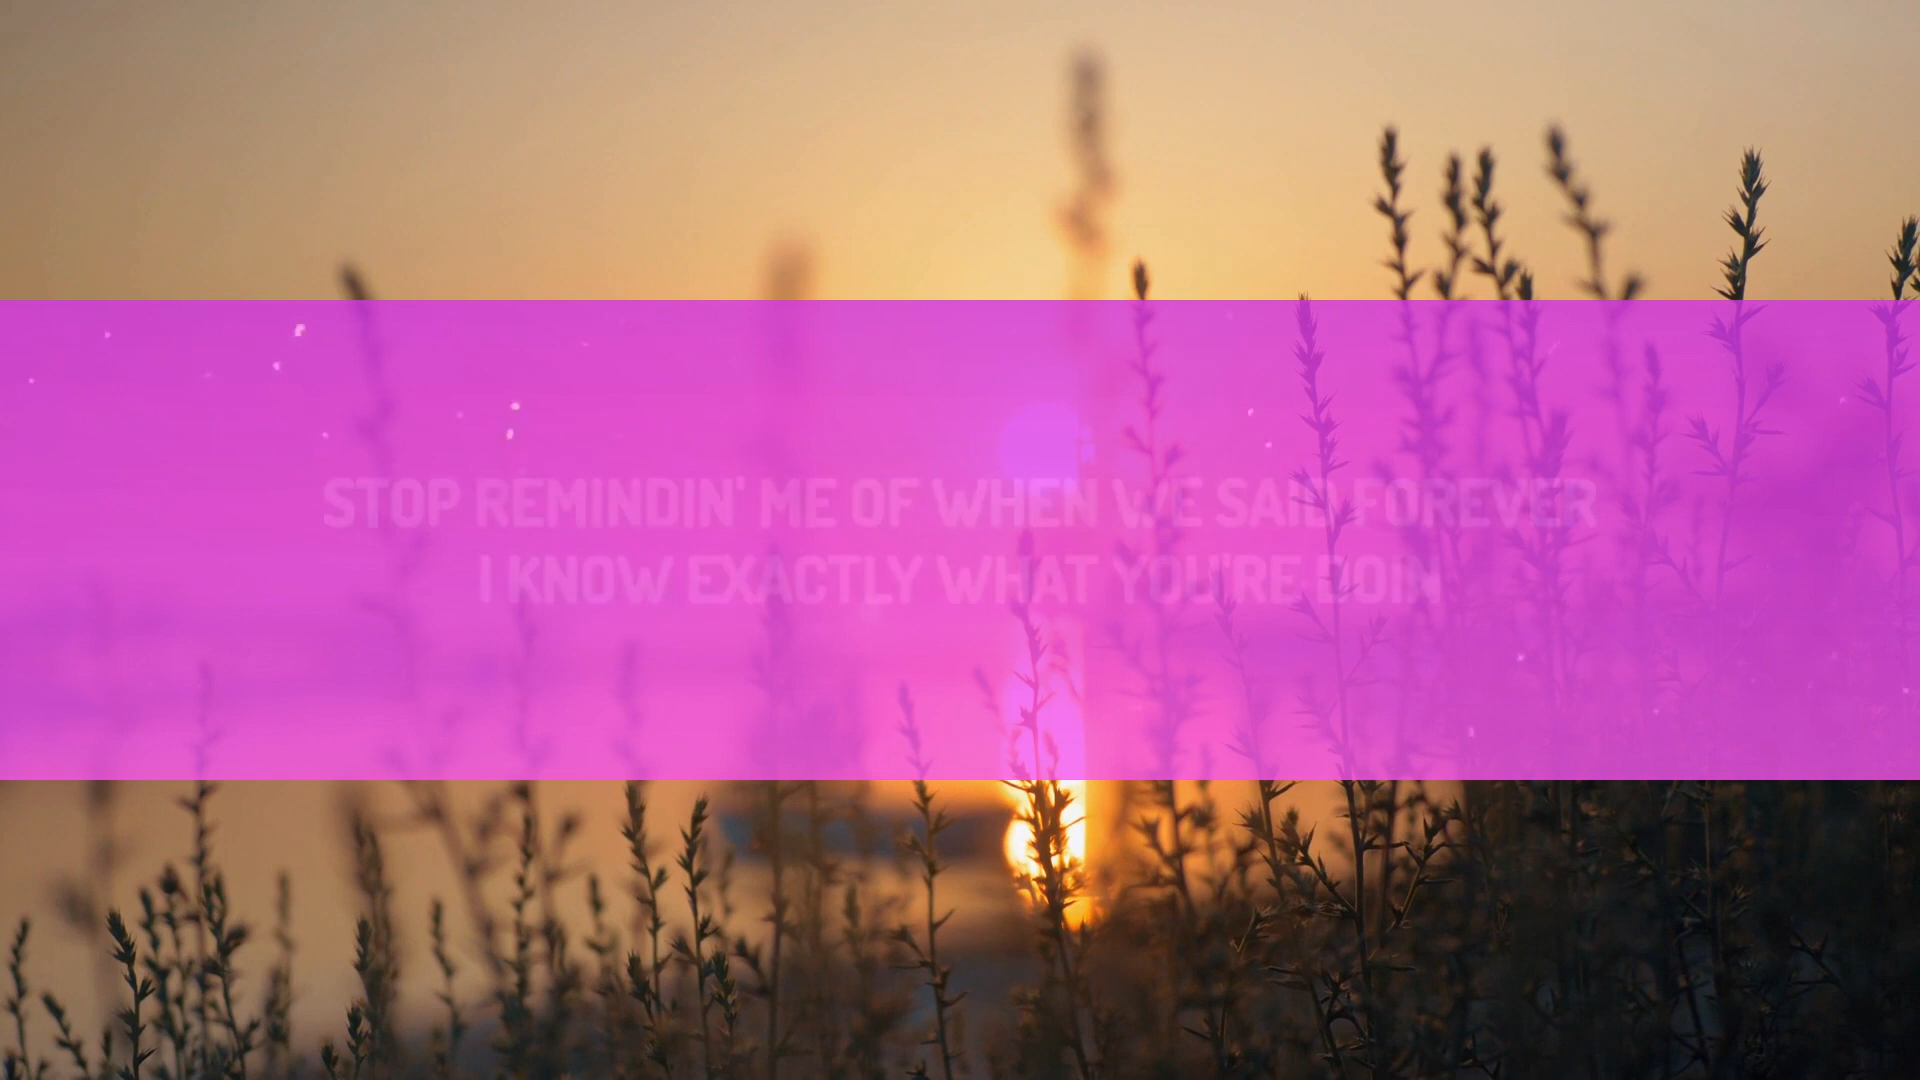 STOP REMINDIN' ME OF WHEN WE SAID FOREVER
I KNOW EXACTLY WHAT YOU'RE DOIN